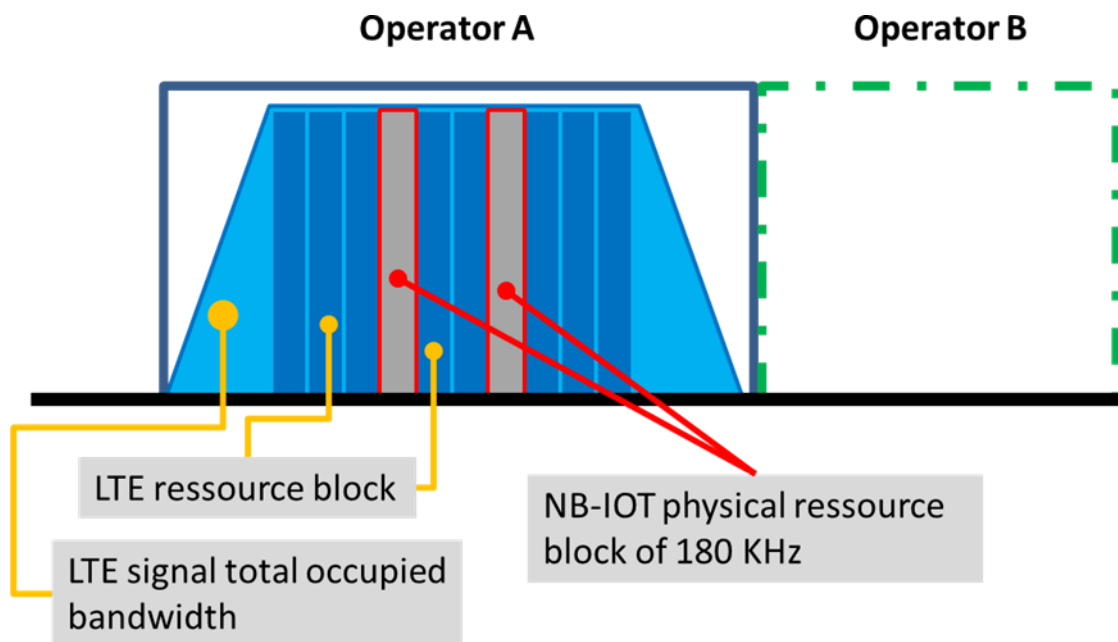 Operator A
Operator B
LTE ressource block
NB-IOT physical ressource
block of 180 KHz
LTE signal total occupied
bandwidth